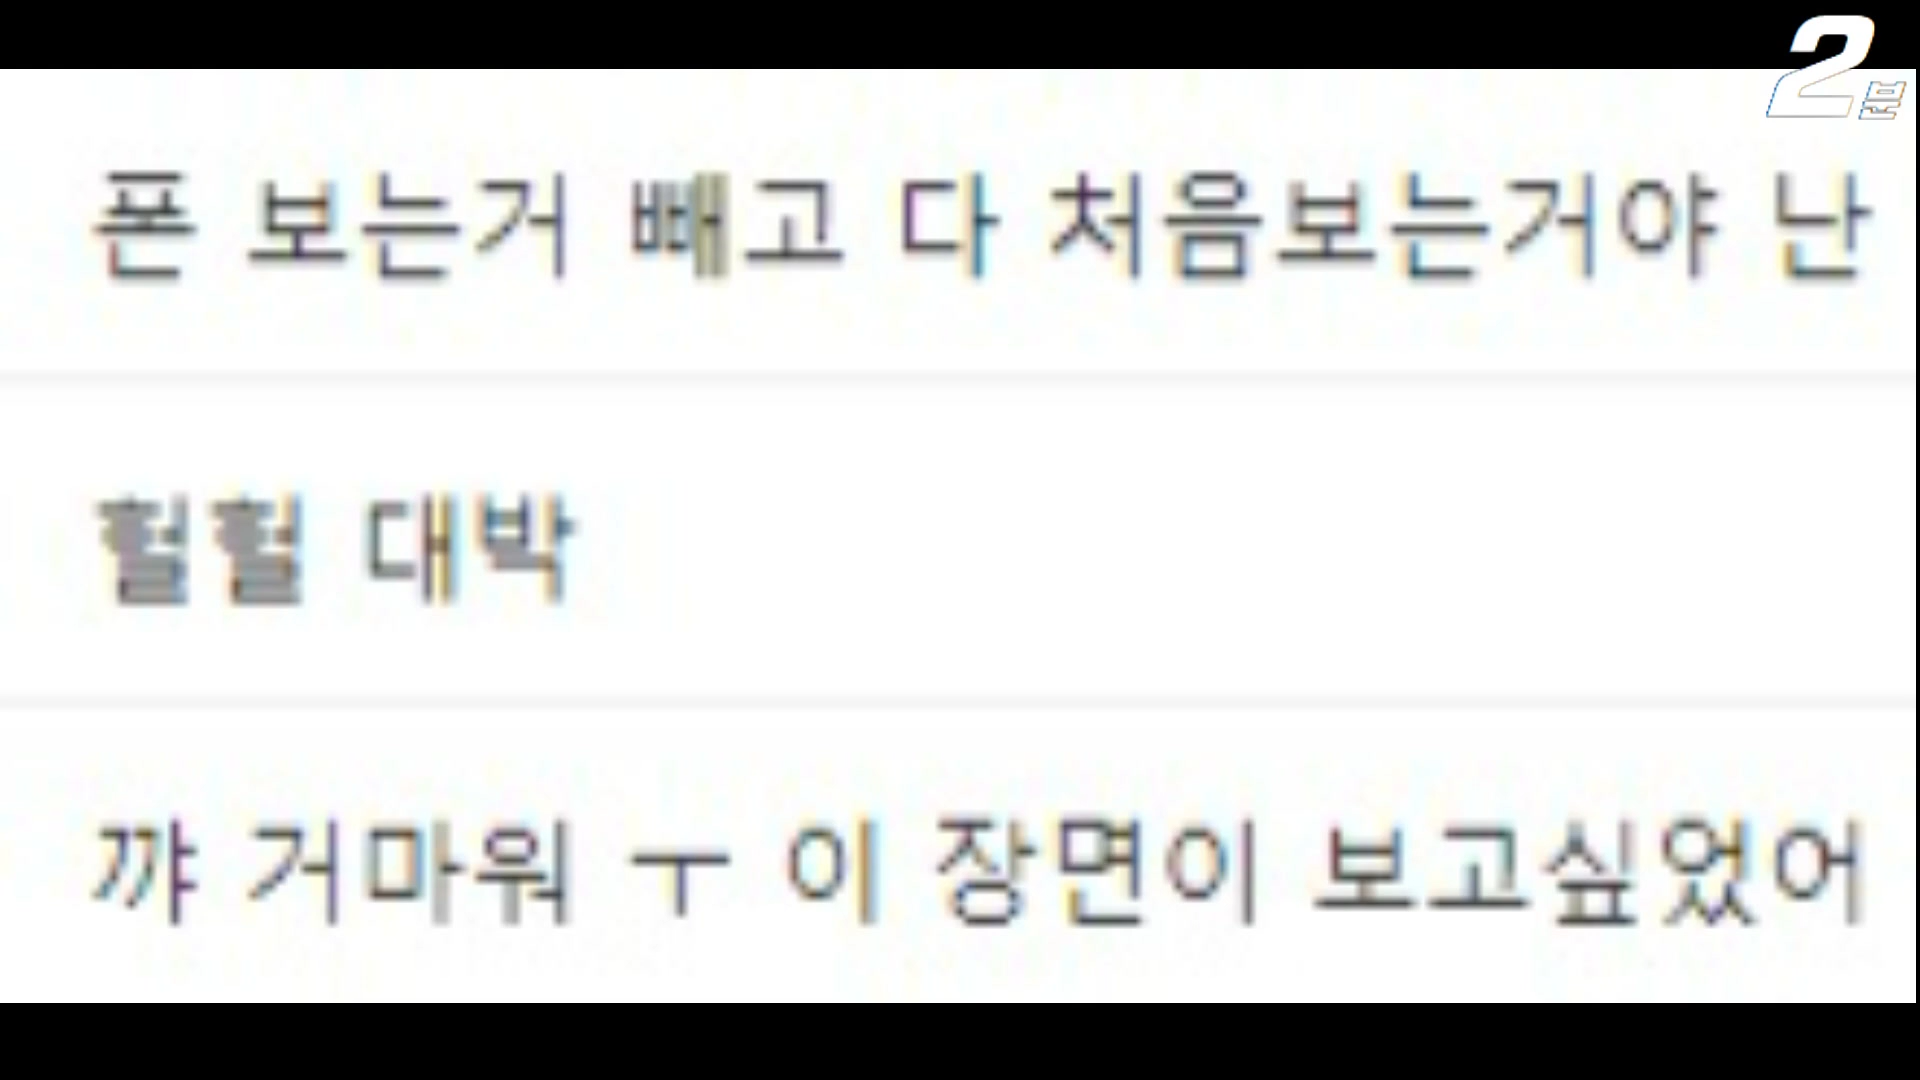 2분
폰 보는거 빼고 다 처음보는거야 난
헐헐 대박
꺄 거마워 ㅜ 이 장면이 보고싶었어